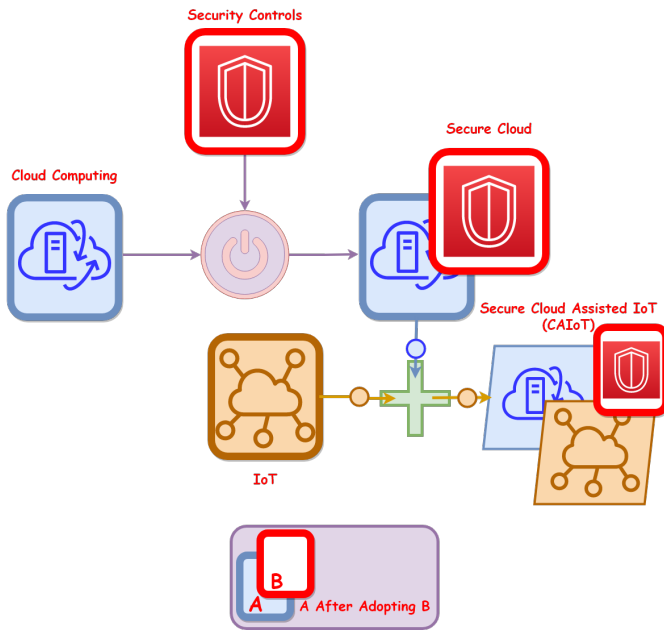 Security Controls
Secure Cloud
Cloud Computing
Secure Cloud Assisted IoT
(CAIoT)
IoT
B
A
A After Adopting B